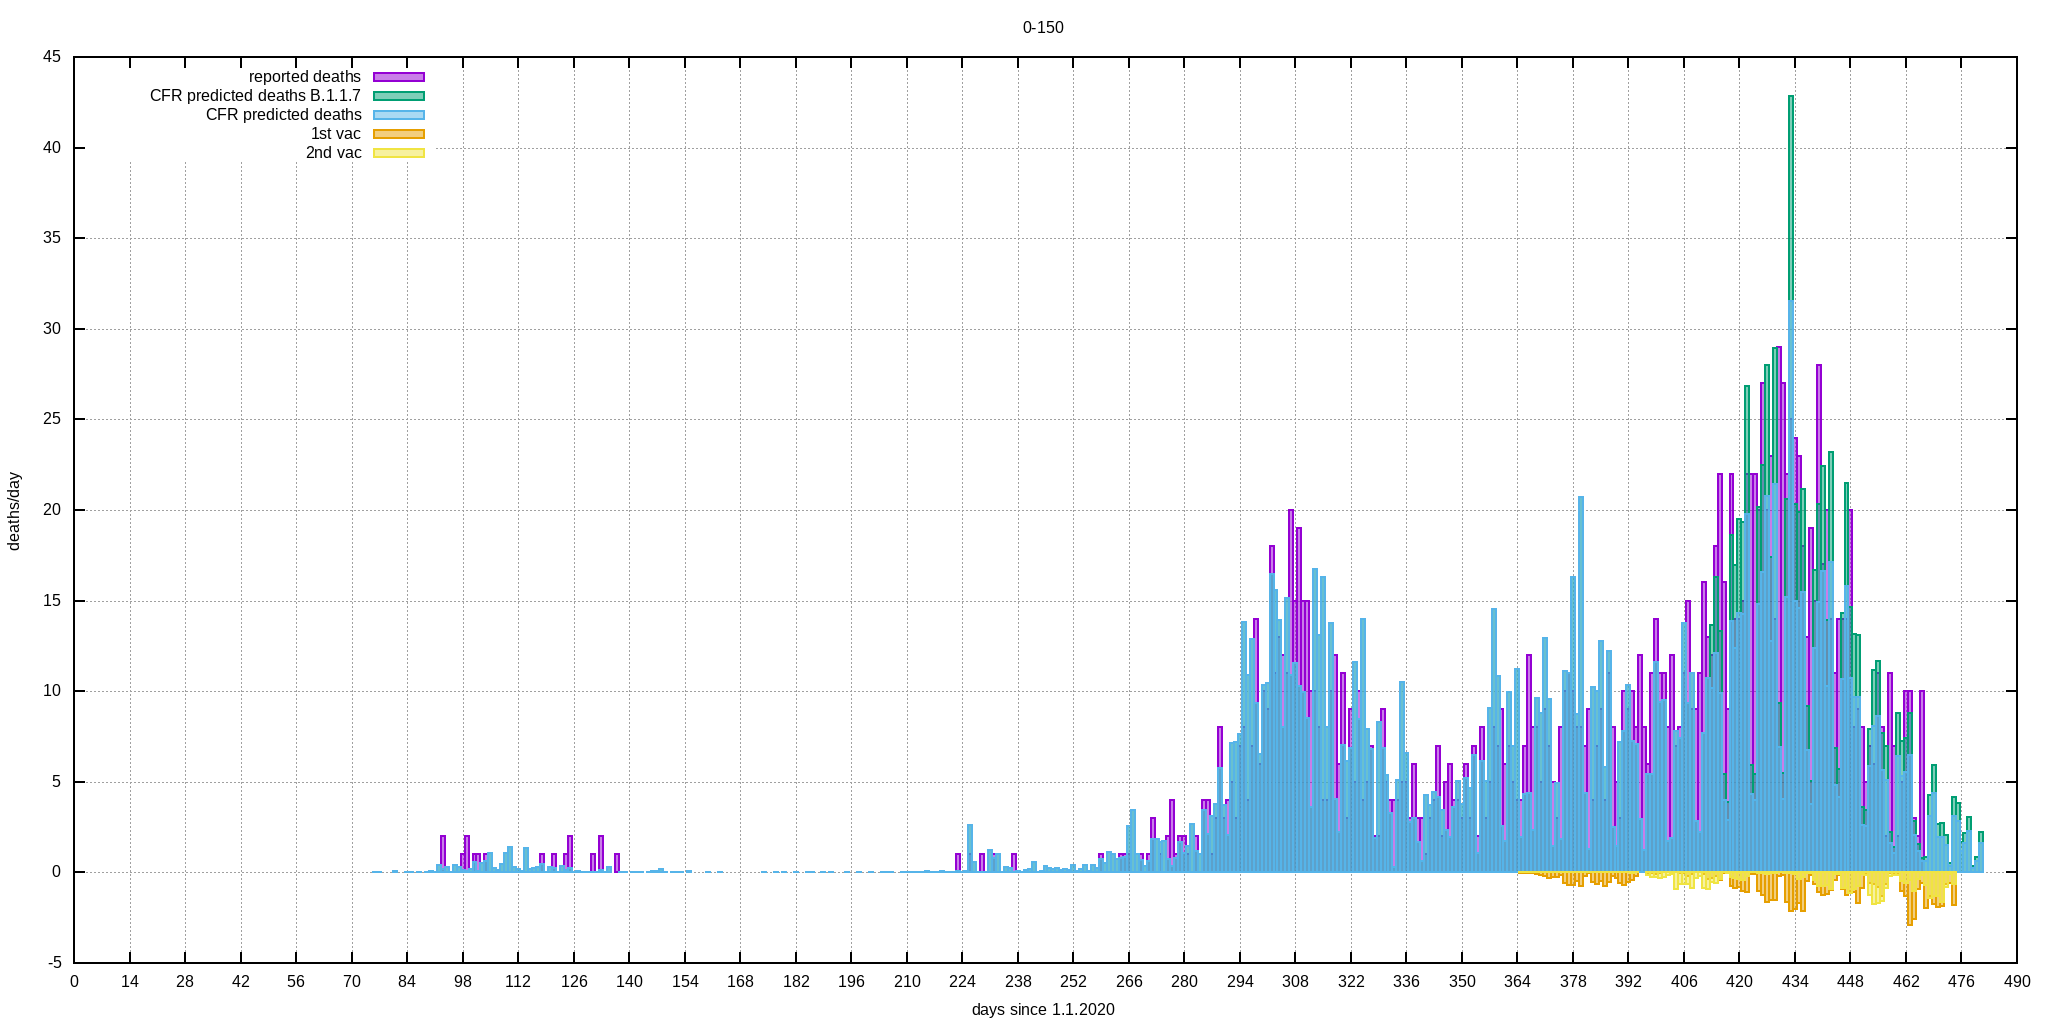 0-150
reported deaths
CFR predicted deaths B.1.1.7
CFR predicted deaths
1st vac
2nd vac
45
40
35
30
25
20
15
10
5
0
-5
deaths/day
0 14 28 42 56 70 84 98 112 126 140 154 168 182 196 210 224 238 252 266 280 294 308 322 336 350 364 378 392 406 420 434 448 462 476 490
days since 1.1.2020